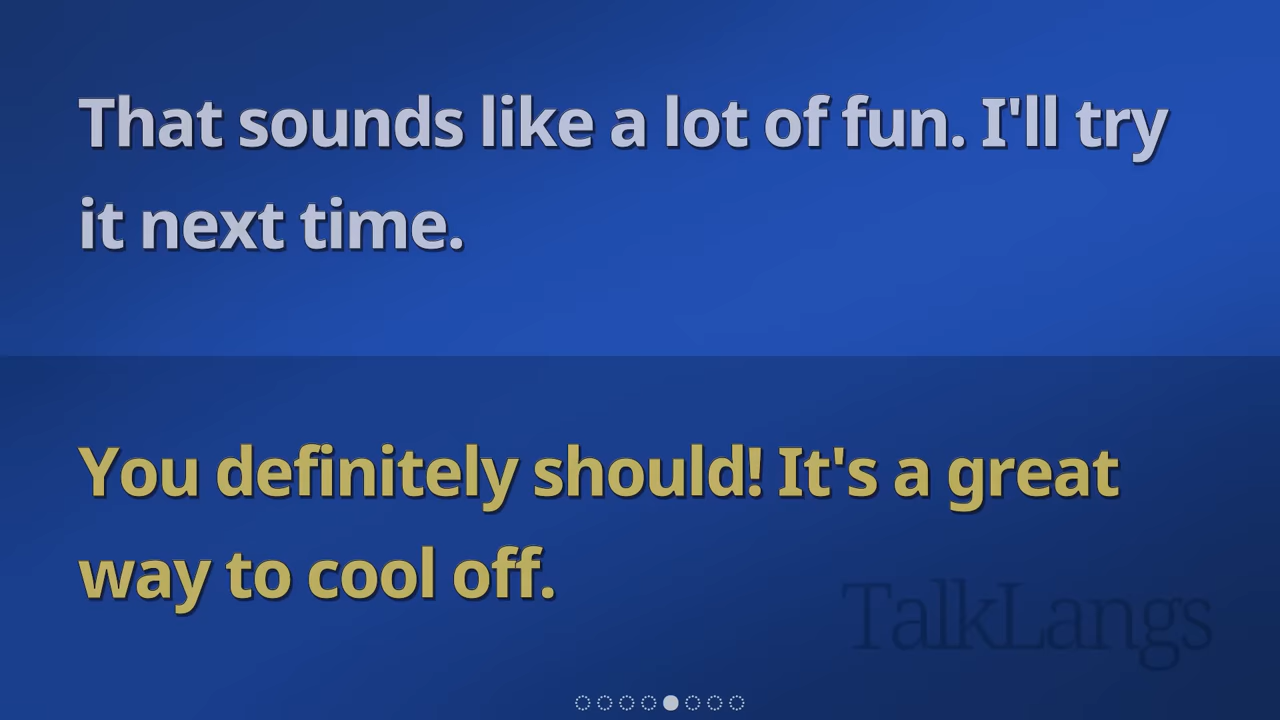 That sounds like a lot of fun. I'll try
it next time.
You definitely should! It's a great
way to cool off.
TalkLangs